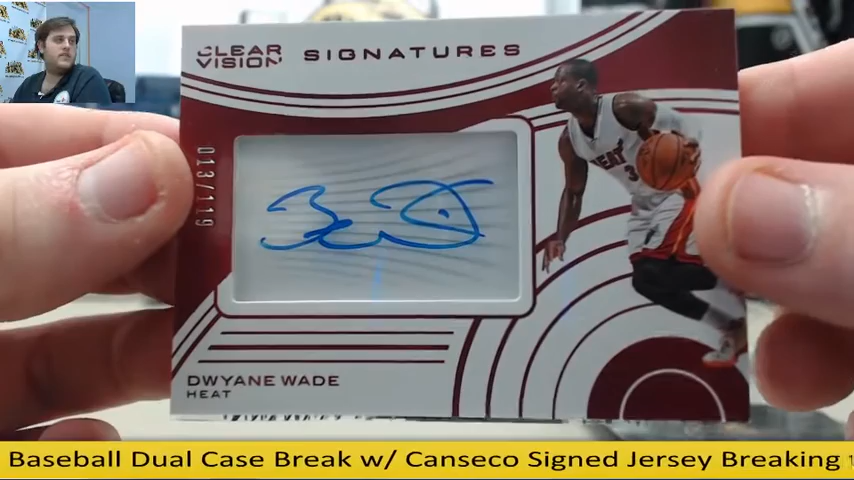 CLEAR
VISION
SIGNATURES
013/119
HEAT
3
DWYANE WADE
HEAT
Baseball Dual Case Break w/ Canseco Signed Jersey Breaking